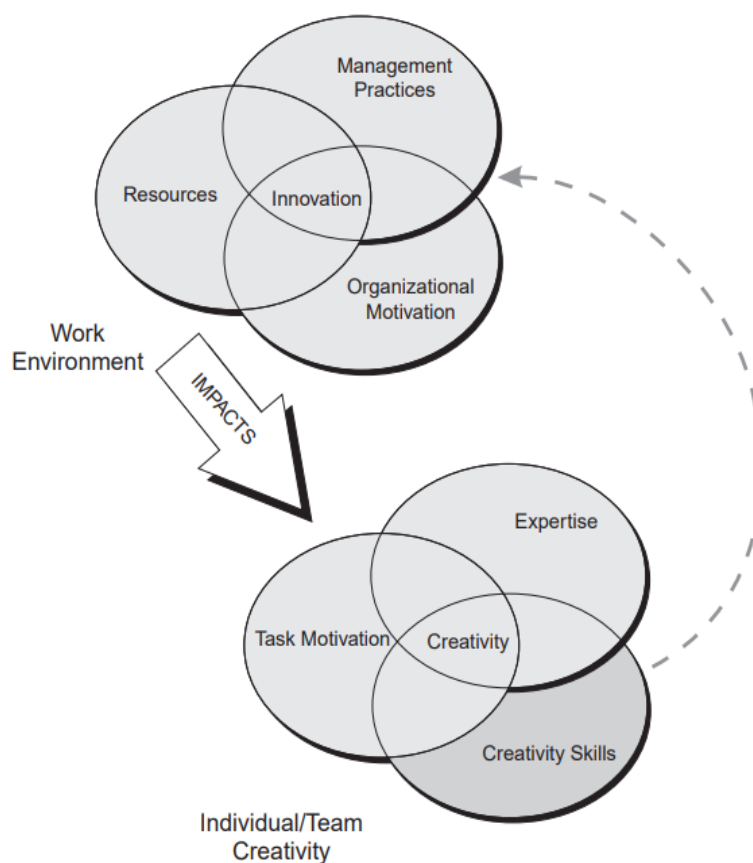 Management
Practices
Resources
Innovation
Organizational
Motivation
Work
Environment
IMPACTS
Expertise
Task Motivation
Creativity
Creativity Skills
Individual/Team
Creativity